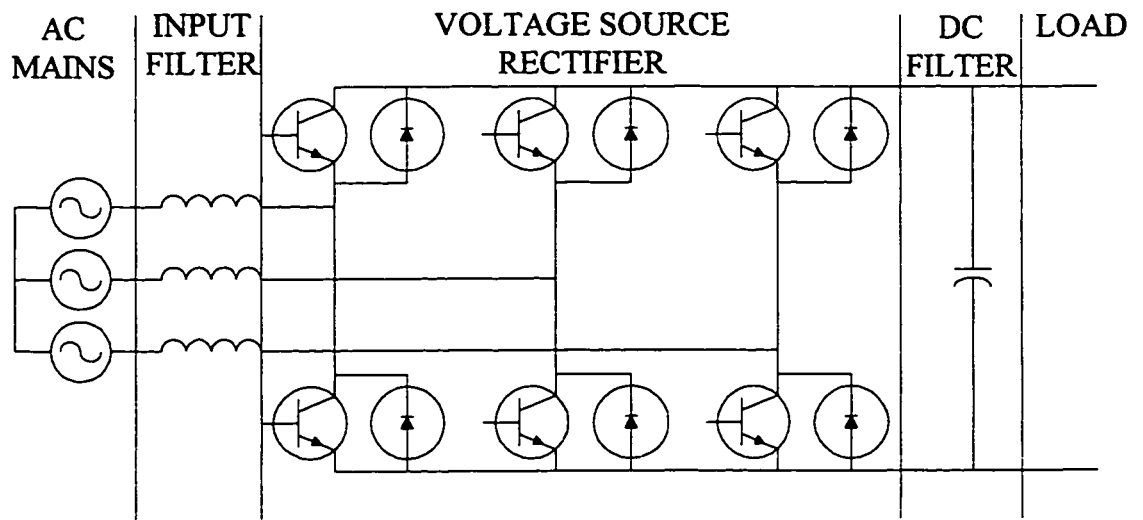 AC
MAINS
INPUT
FILTER
VOLTAGE SOURCE
RECTIFIER
DC
FILTER
LOAD